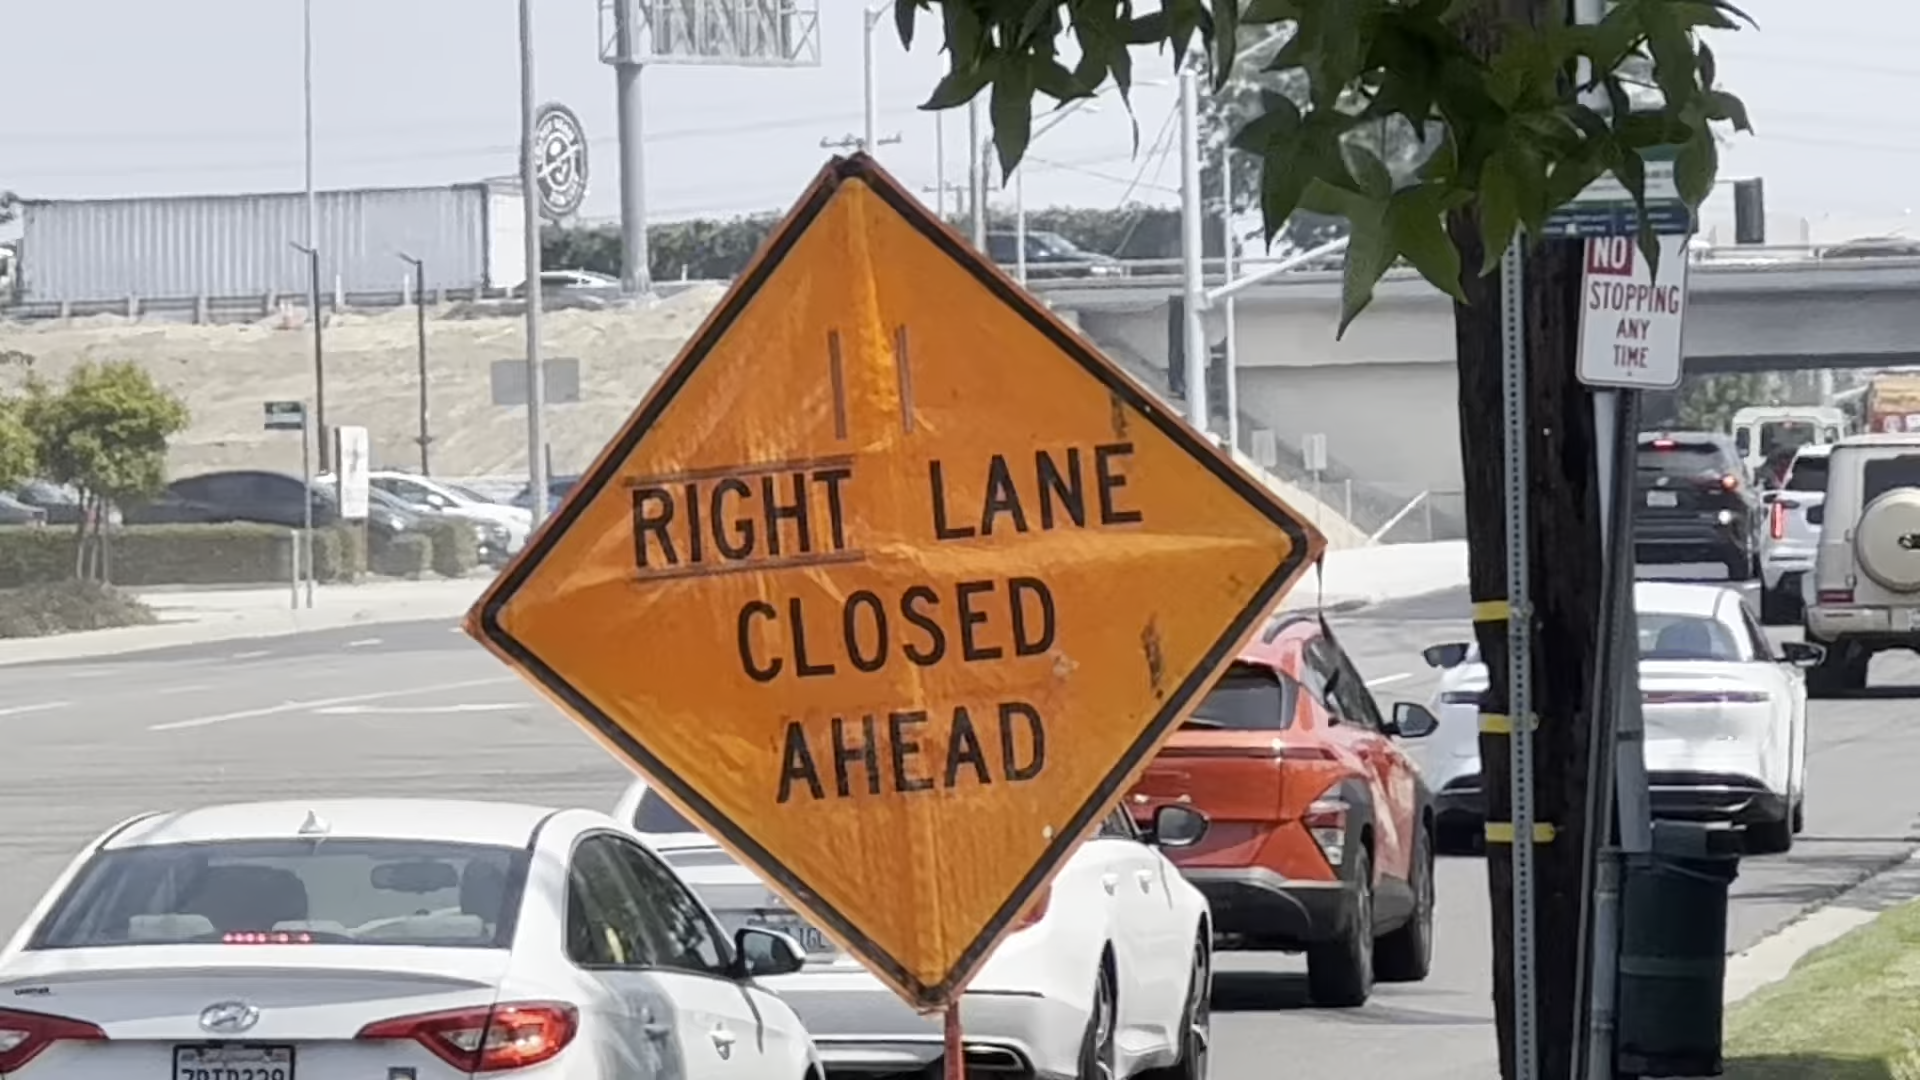 RIGHT LANE
CLOSED
AHEAD
NO
STOPPING
ANY
TIME